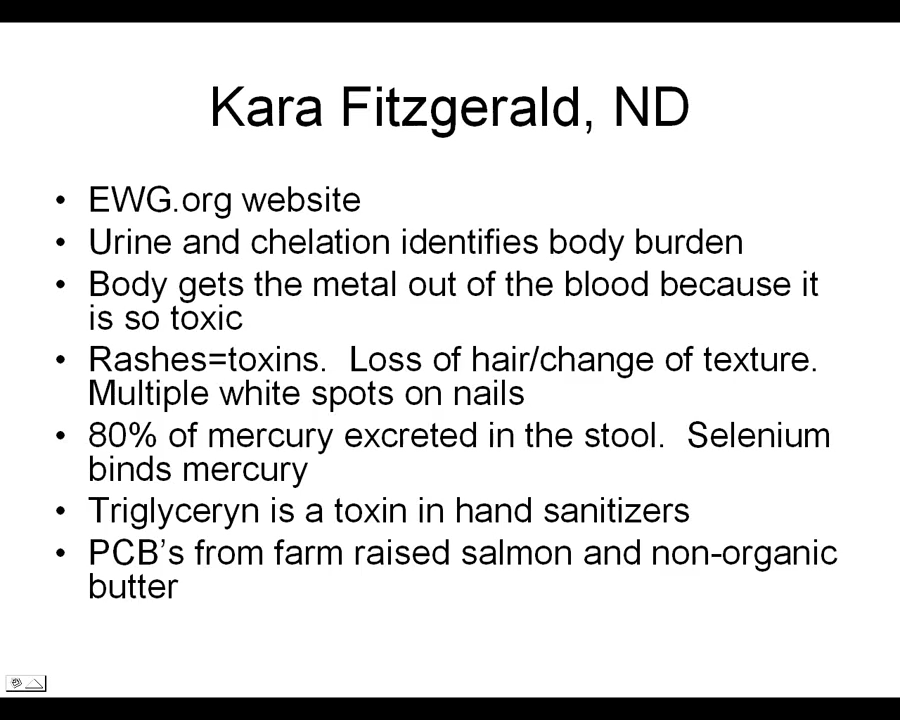 Kara Fitzgerald, ND
• EWG.org website
• Urine and chelation identifies body burden
• Body gets the metal out of the blood because it
is so toxic
• Rashes=toxins.  Loss of hair/change of texture.
Multiple white spots on nails
• 80% of mercury excreted in the stool.  Selenium
binds mercury
• Triglyceryn is a toxin in hand sanitizers
• PCB’s from farm raised salmon and non-organic
butter